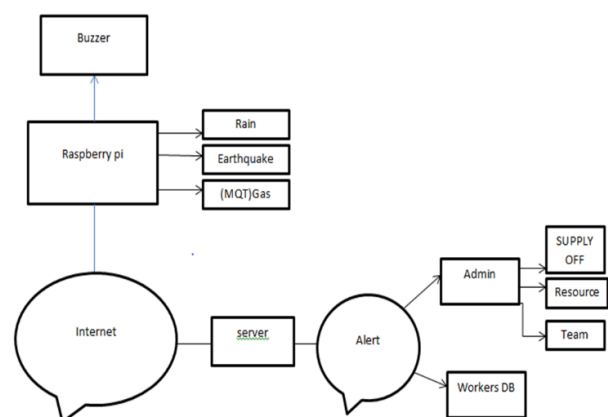 Buzzer
Raspberry pi
Rain
Earthquake
(MQT)Gas
Internet
server
Alert
Admin
SUPPLY
OFF
Resource
Team
Workers DB